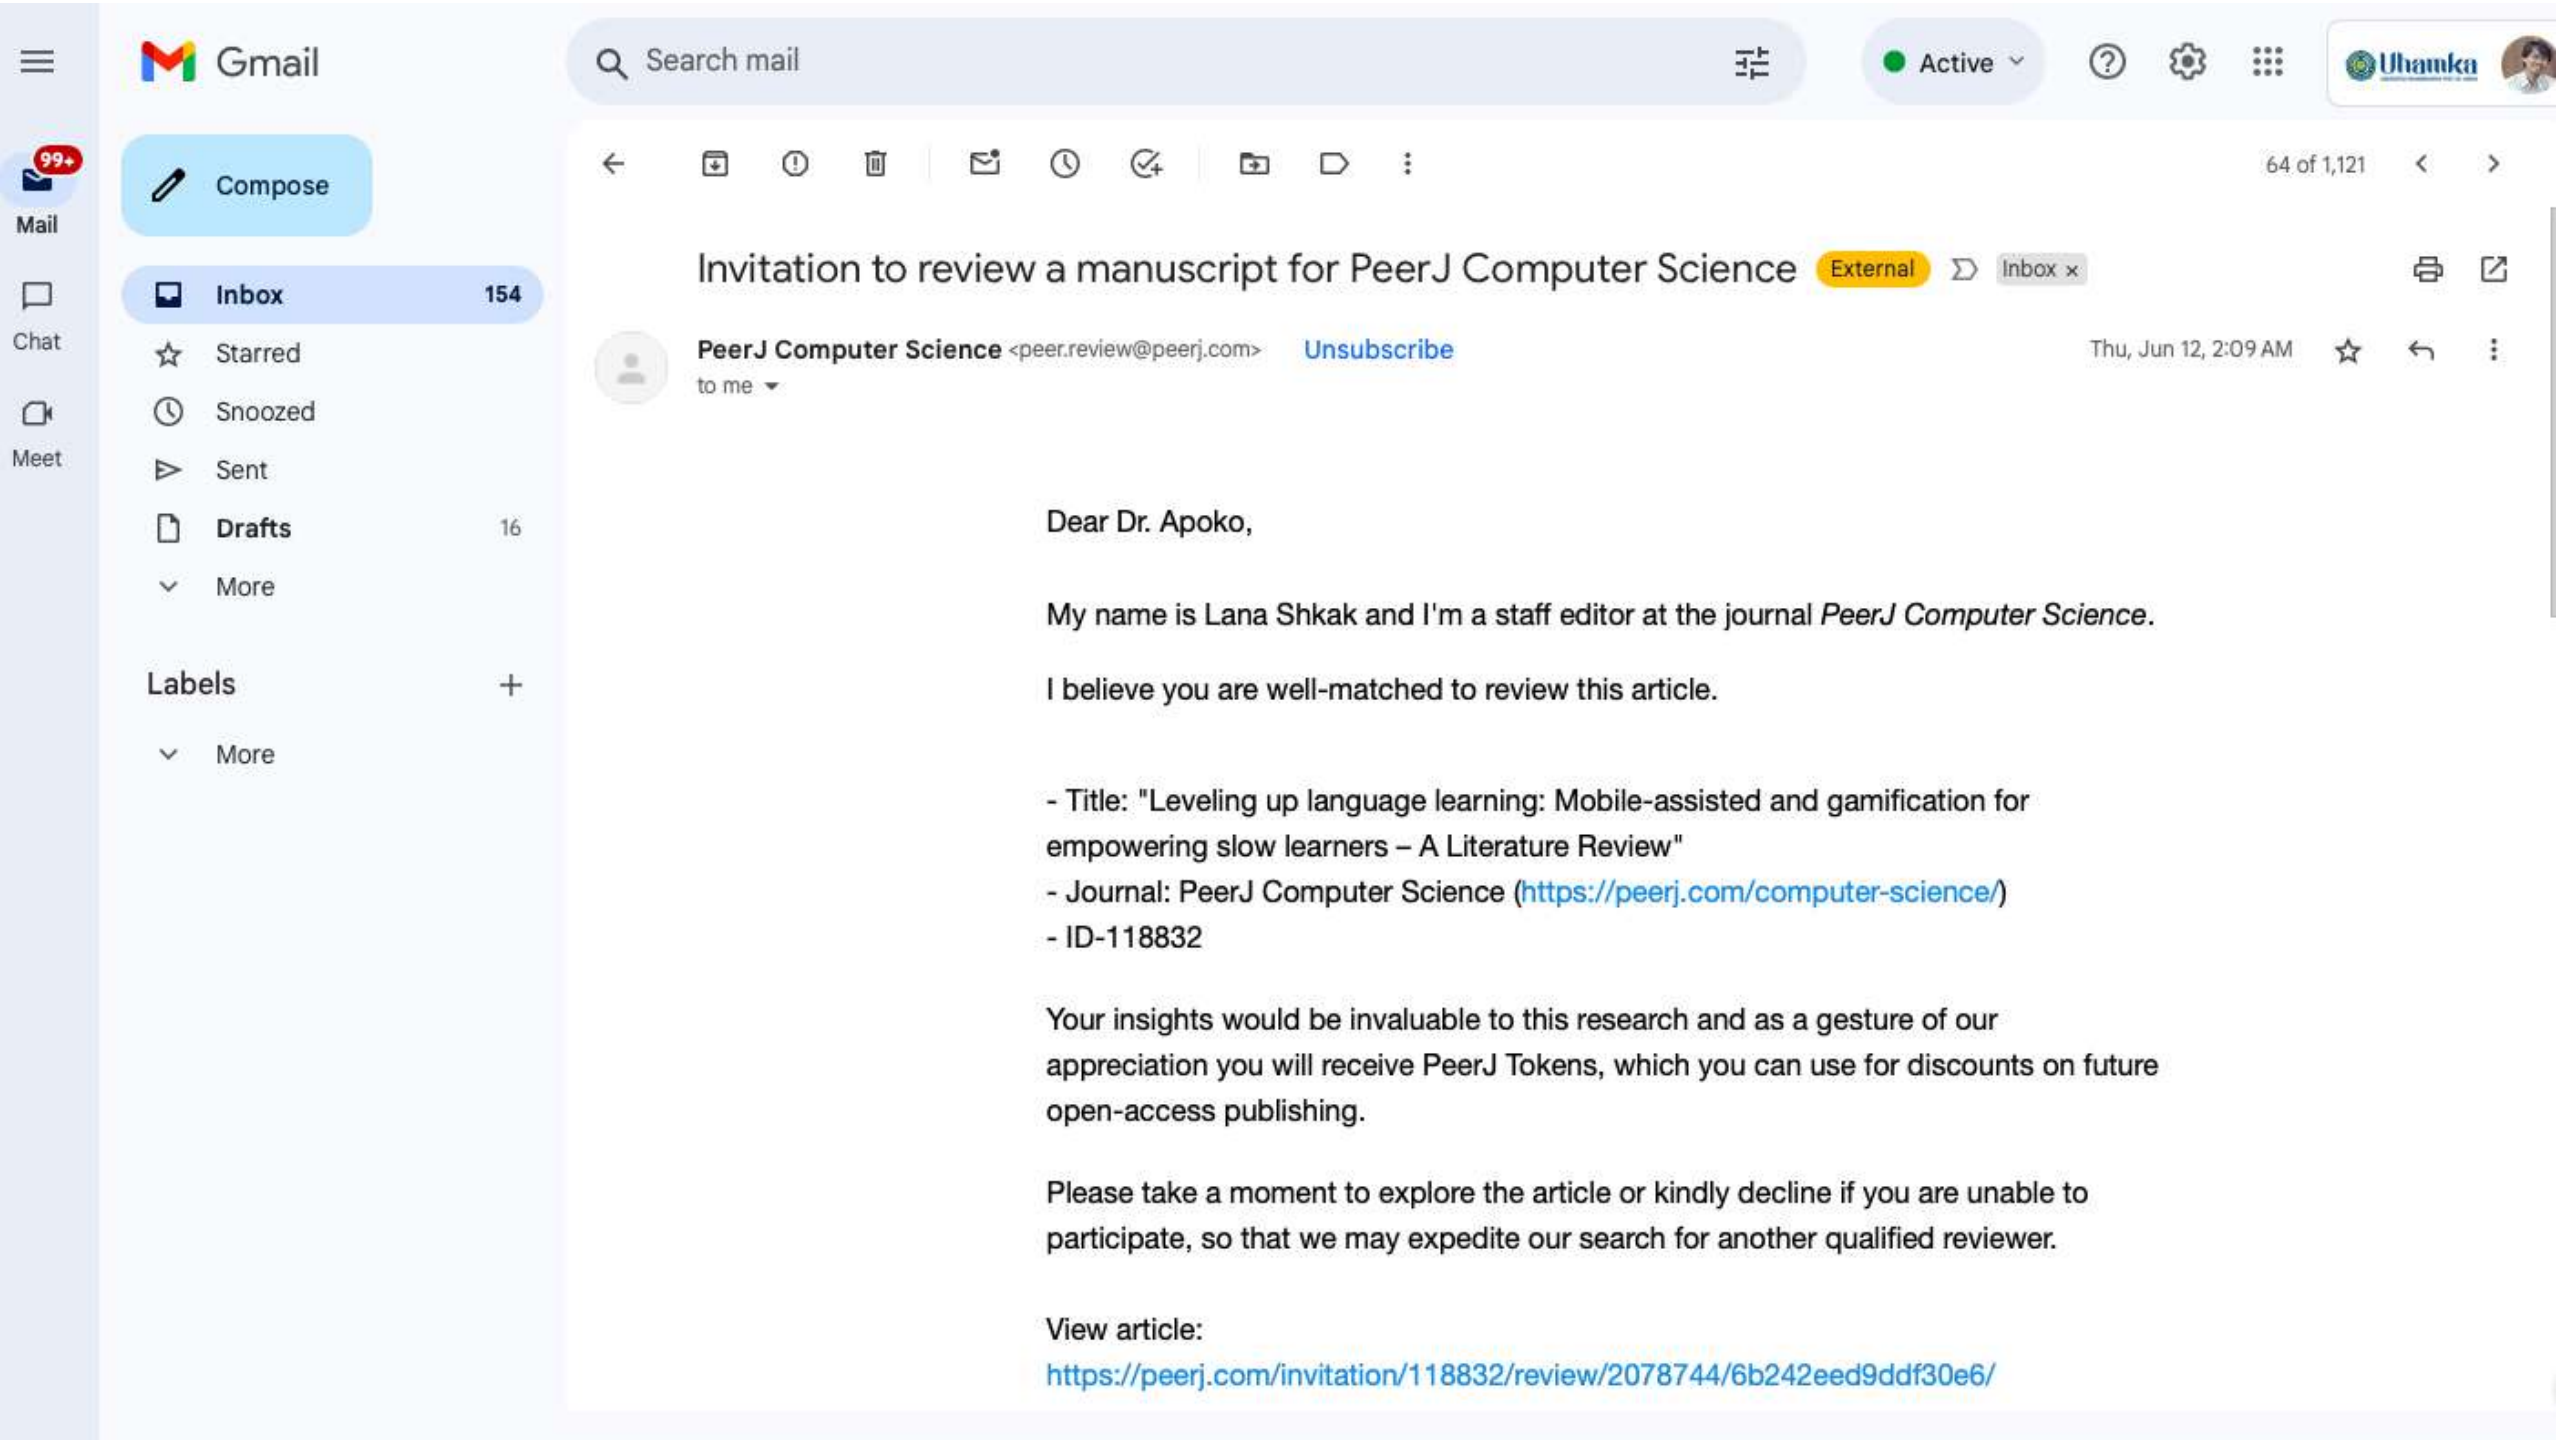 Gmail
Search mail
Active
Uhamka
99+
Mail
Chat
Meet
Compose
Inbox 154
Starred
Snoozed
Sent
Drafts 16
More
Labels
More
64 of 1,121
Invitation to review a manuscript for PeerJ Computer Science External Inbox ×
PeerJ Computer Science <peer.review@peerj.com> Unsubscribe Thu, Jun 12, 2:09 AM
to me
Dear Dr. Apoko,
My name is Lana Shkak and I'm a staff editor at the journal PeerJ Computer Science.
I believe you are well-matched to review this article.
- Title: "Leveling up language learning: Mobile-assisted and gamification for
empowering slow learners – A Literature Review"
- Journal: PeerJ Computer Science (https://peerj.com/computer-science/)
- ID-118832
Your insights would be invaluable to this research and as a gesture of our
appreciation you will receive PeerJ Tokens, which you can use for discounts on future
open-access publishing.
Please take a moment to explore the article or kindly decline if you are unable to
participate, so that we may expedite our search for another qualified reviewer.
View article:
https://peerj.com/invitation/118832/review/2078744/6b242eed9ddf30e6/